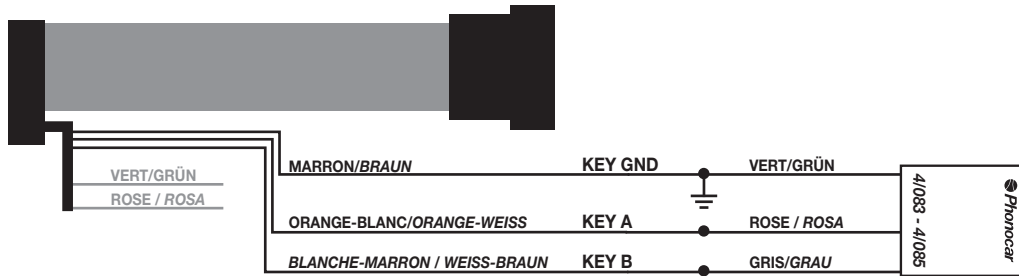 MARRON/BRAUN KEY GND VERT/GRÜN
VERT/GRÜN
ROSE / ROSA
ORANGE-BLANC/ORANGE-WEISS KEY A ROSE / ROSA
BLANCHE-MARRON / WEISS-BRAUN KEY B GRIS/GRAU
4/083 - 4/085
Phonocar